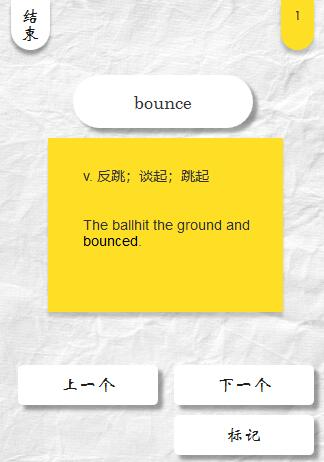 结束
1
bounce
v. 反跳；谈起；跳起
The ballhit the ground and
bounced.
上一个
下一个
标记